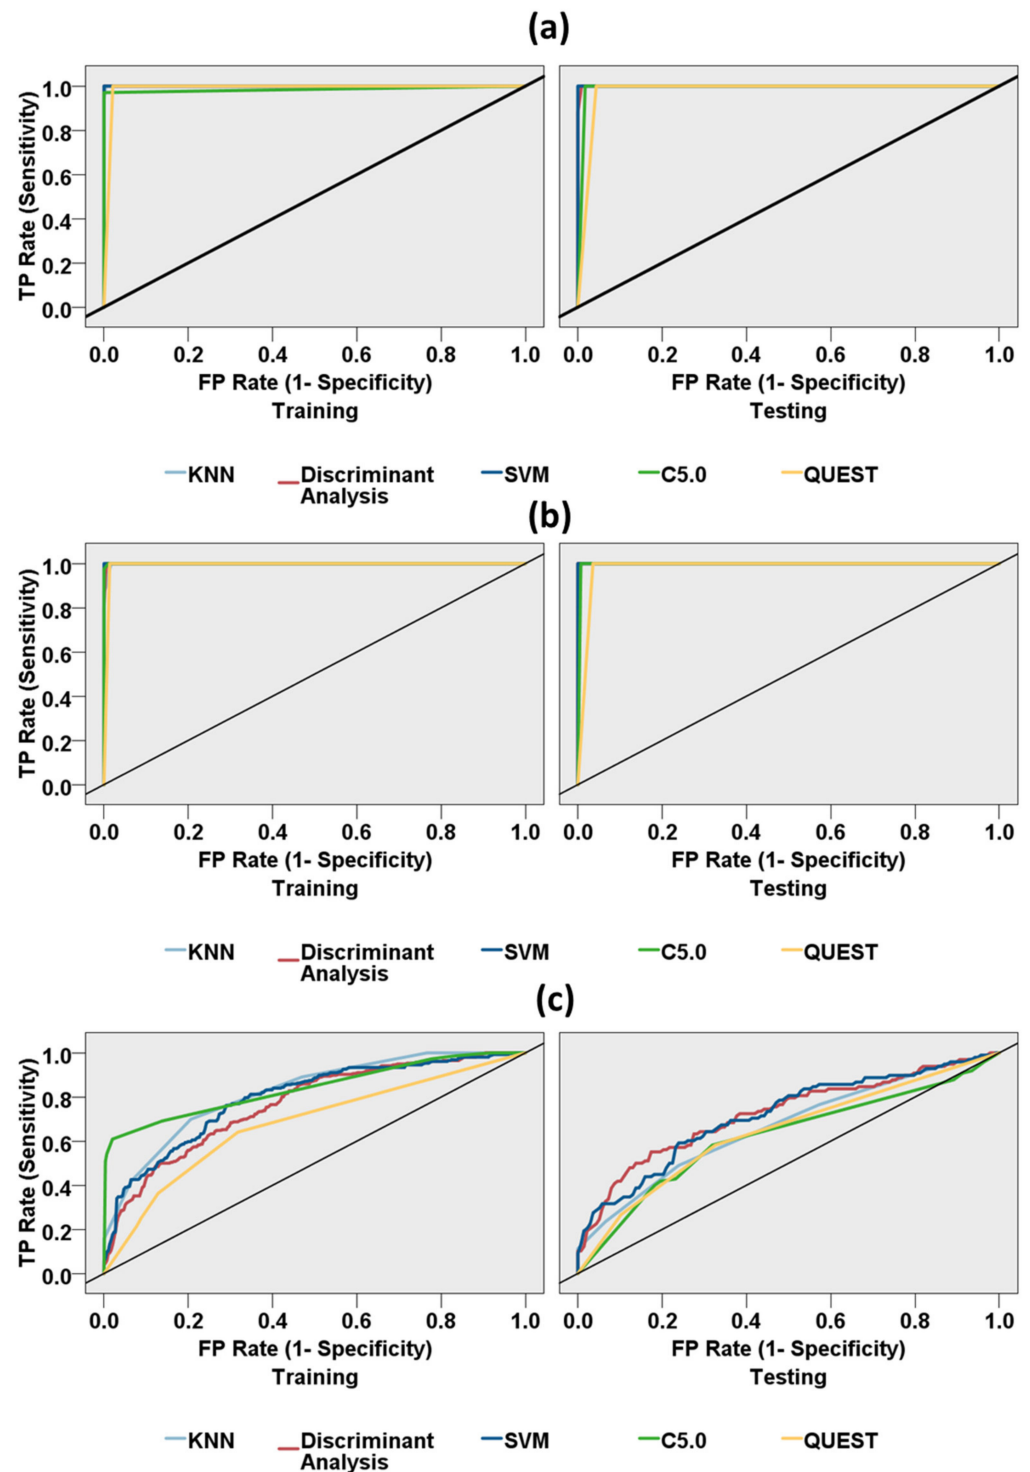 (a)
1.0
0.8
0.6
0.4
0.2
0.0
TP Rate (Sensitivity)
0.0 0.2 0.4 0.6 0.8 1.0 0.0 0.2 0.4 0.6 0.8 1.0
FP Rate (1- Specificity) FP Rate (1- Specificity)
Training Testing
KNN Discriminant SVM C5.0 QUEST
Analysis
(b)
1.0
0.8
0.6
0.4
0.2
0.0
TP Rate (Sensitivity)
0.0 0.2 0.4 0.6 0.8 1.0 0.0 0.2 0.4 0.6 0.8 1.0
FP Rate (1- Specificity) FP Rate (1- Specificity)
Training Testing
KNN Discriminant SVM C5.0 QUEST
Analysis
(c)
1.0
0.8
0.6
0.4
0.2
0.0
TP Rate (Sensitivity)
0.0 0.2 0.4 0.6 0.8 1.0 0.0 0.2 0.4 0.6 0.8 1.0
FP Rate (1- Specificity) FP Rate (1- Specificity)
Training Testing
KNN Discriminant SVM C5.0 QUEST
Analysis